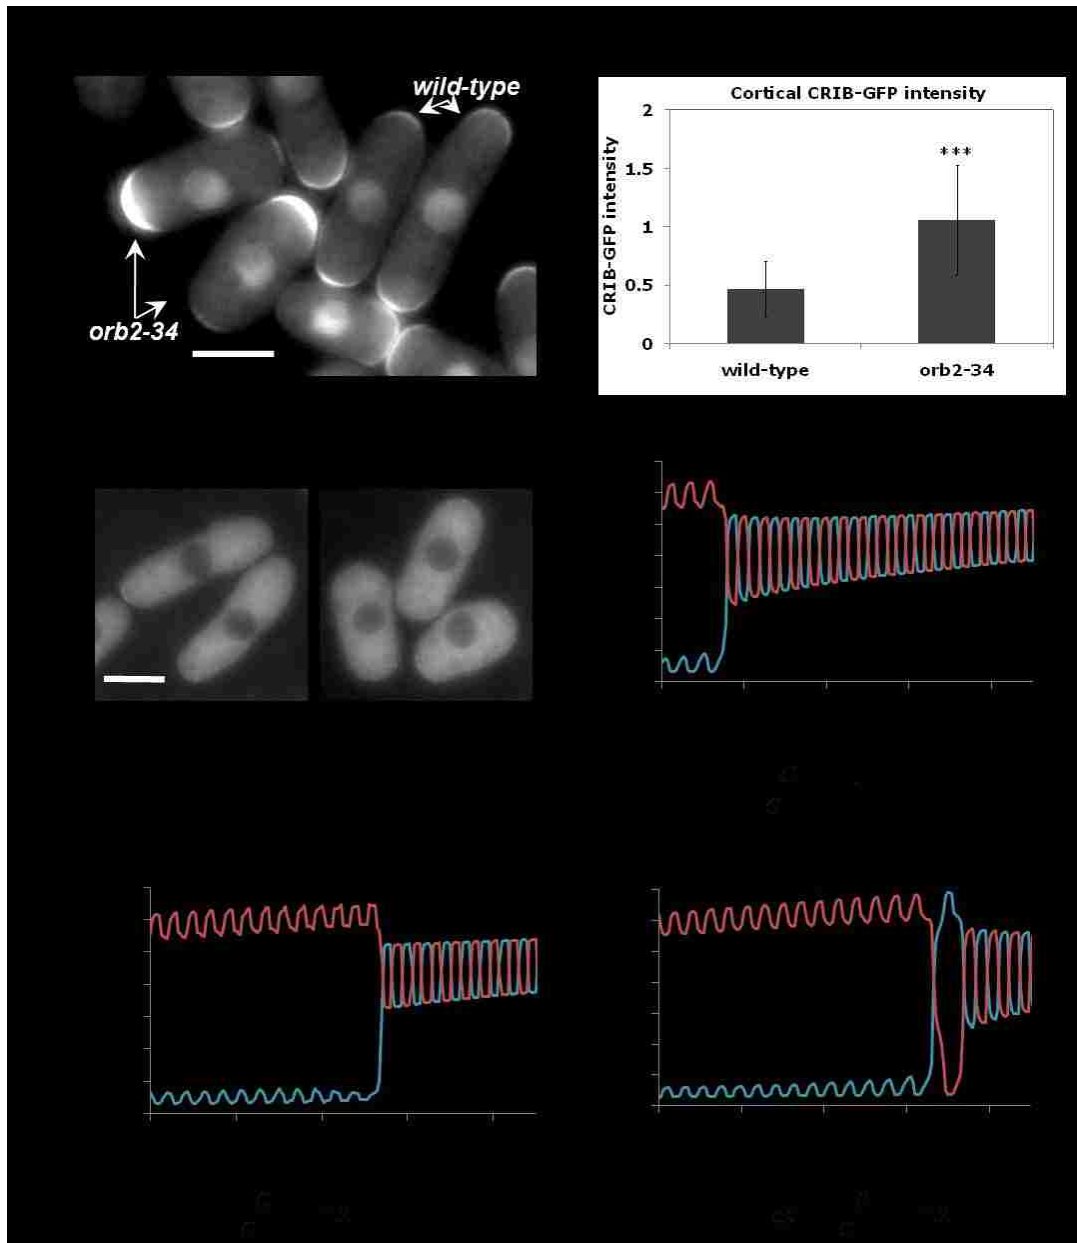 wild-type
orb2-34
Cortical CRIB-GFP intensity
CRIB-GFP intensity
2
1.5
1
0.5
0
***
wild-type
orb2-34